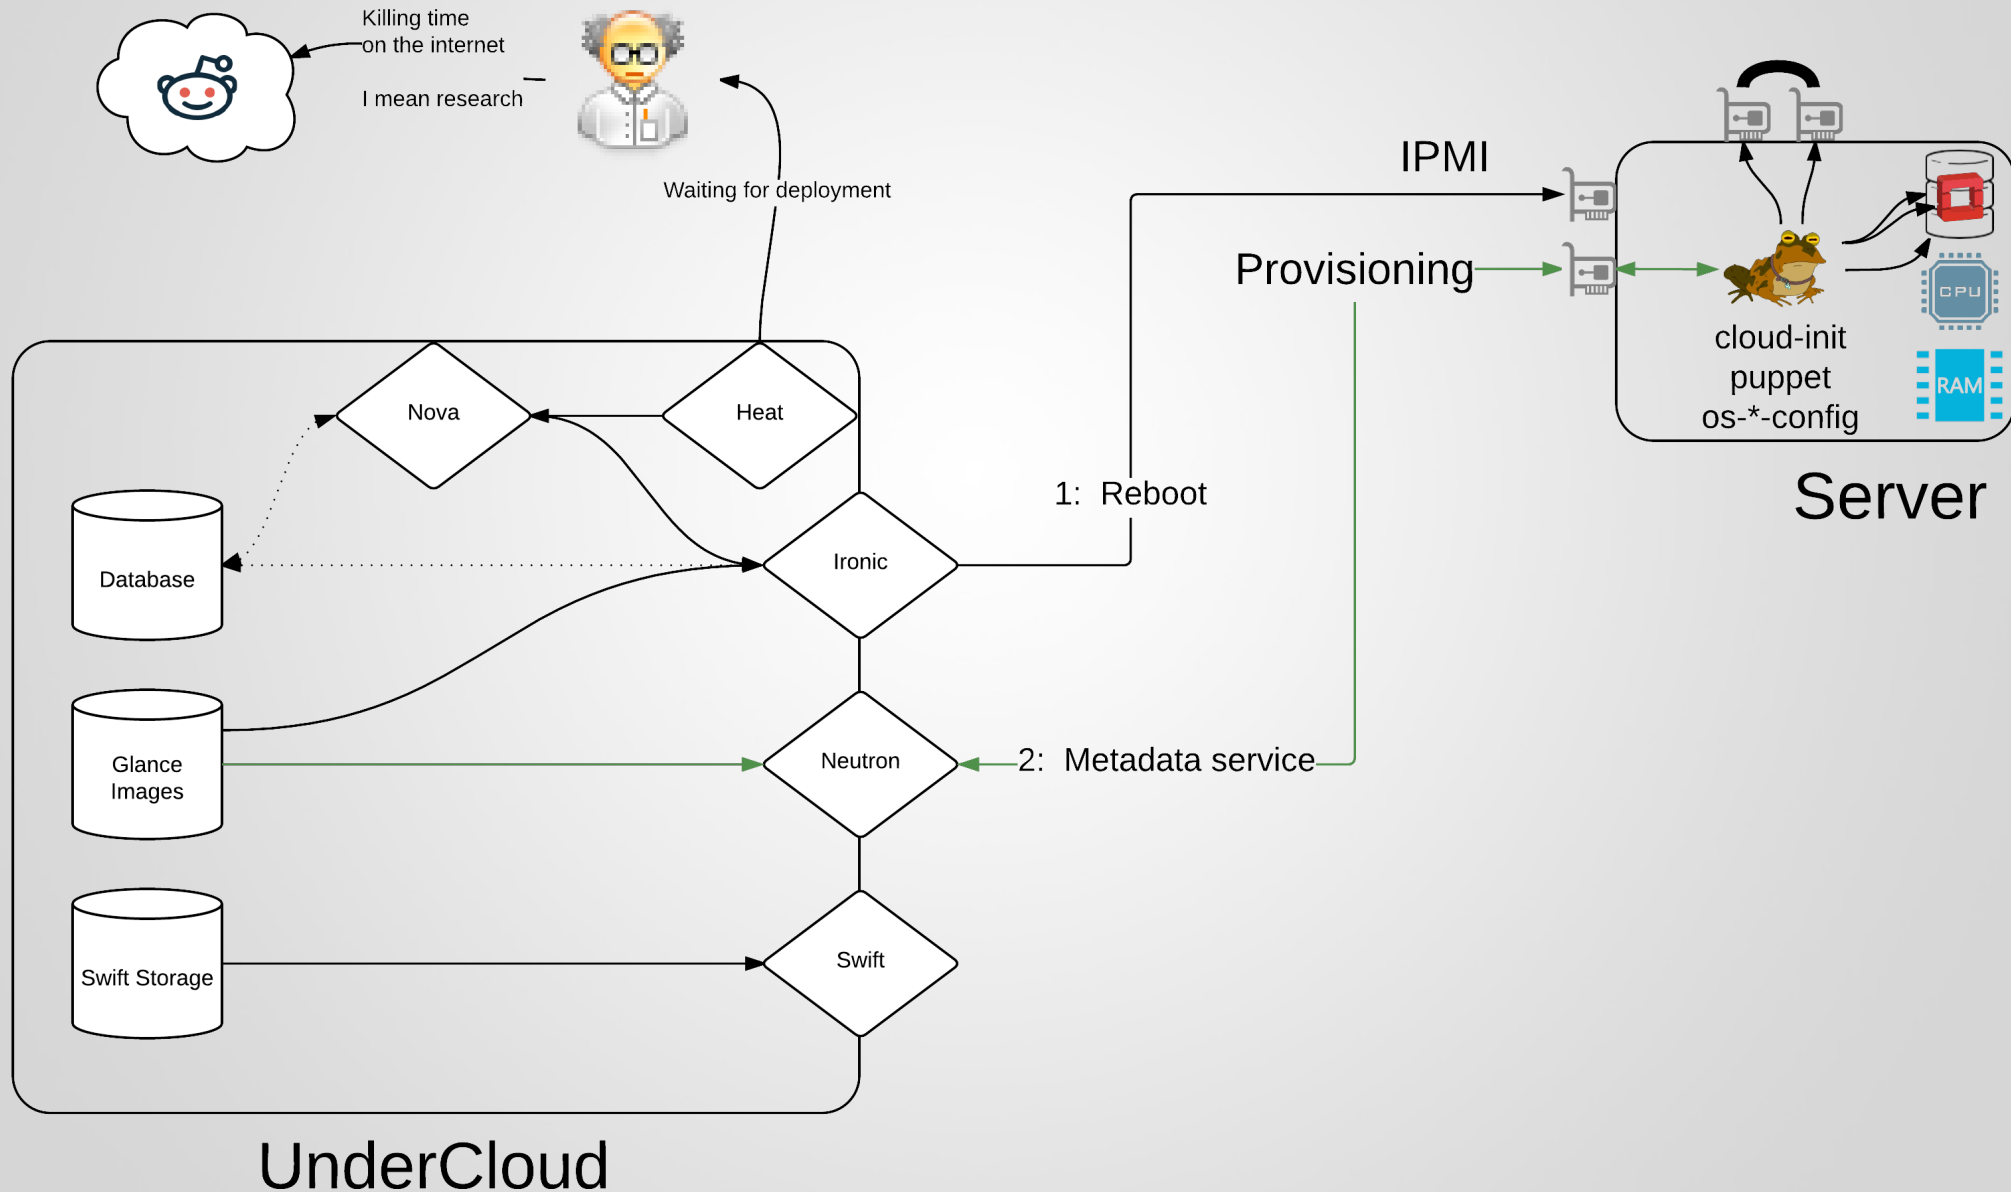 Killing time
on the internet
I mean research
Waiting for deployment
IPMI
Provisioning
CPU
cloud-init
puppet
os-*-config
RAM
Server
Nova
Heat
1: Reboot
Ironic
Database
Glance
Images
Neutron
2: Metadata service
Swift
Swift Storage
UnderCloud